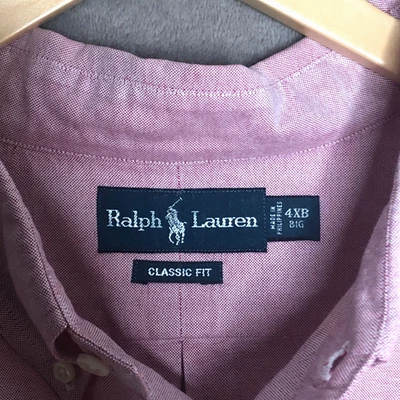 Ralph Lauren
MADE IN
PHILIPPINES
4XB
BIG
CLASSIC FIT